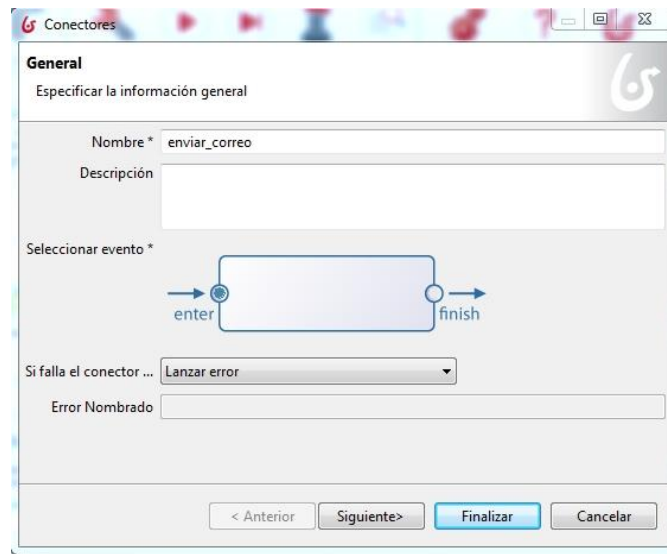 Conectores
General
Especificar la información general
Nombre * enviar_correo
Descripción
Seleccionar evento *
enter finish
Si falla el conector ... Lanzar error
Error Nombrado
< Anterior Siguiente> Finalizar Cancelar